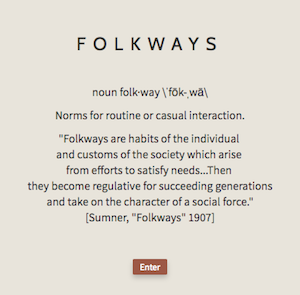 FOLKWAYS
noun folk·way \ˈfōk-ˌwā\
Norms for routine or casual interaction.
"Folkways are habits of the individual
and customs of the society which arise
from efforts to satisfy needs...Then
they become regulative for succeeding generations
and take on the character of a social force."
[Sumner, "Folkways" 1907]
Enter